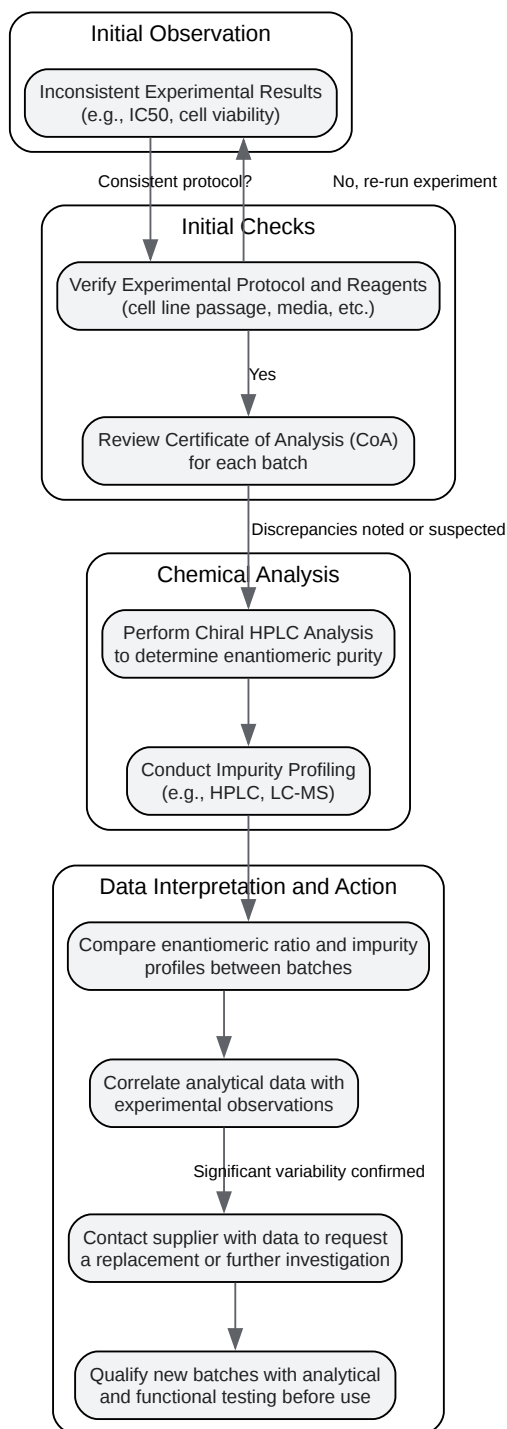 Initial Observation
Inconsistent Experimental Results
(e.g., IC50, cell viability)
Consistent protocol?
No, re-run experiment
Initial Checks
Verify Experimental Protocol and Reagents
(cell line passage, media, etc.)
Yes
Review Certificate of Analysis (CoA)
for each batch
Discrepancies noted or suspected
Chemical Analysis
Perform Chiral HPLC Analysis
to determine enantiomeric purity
Conduct Impurity Profiling
(e.g., HPLC, LC-MS)
Data Interpretation and Action
Compare enantiomeric ratio and impurity
profiles between batches
Correlate analytical data with
experimental observations
Significant variability confirmed
Contact supplier with data to request
a replacement or further investigation
Qualify new batches with analytical
and functional testing before use